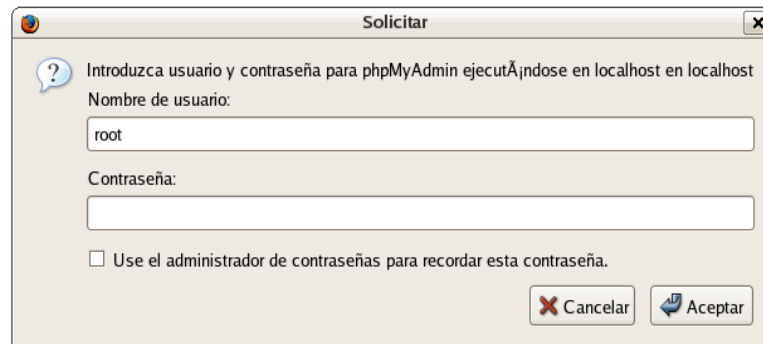 Solicitar
Introduzca usuario y contraseña para phpMyAdmin ejecutÃ¡ndose en localhost en localhost
Nombre de usuario:
root
Contraseña:
Use el administrador de contraseñas para recordar esta contraseña.
Cancelar
Aceptar